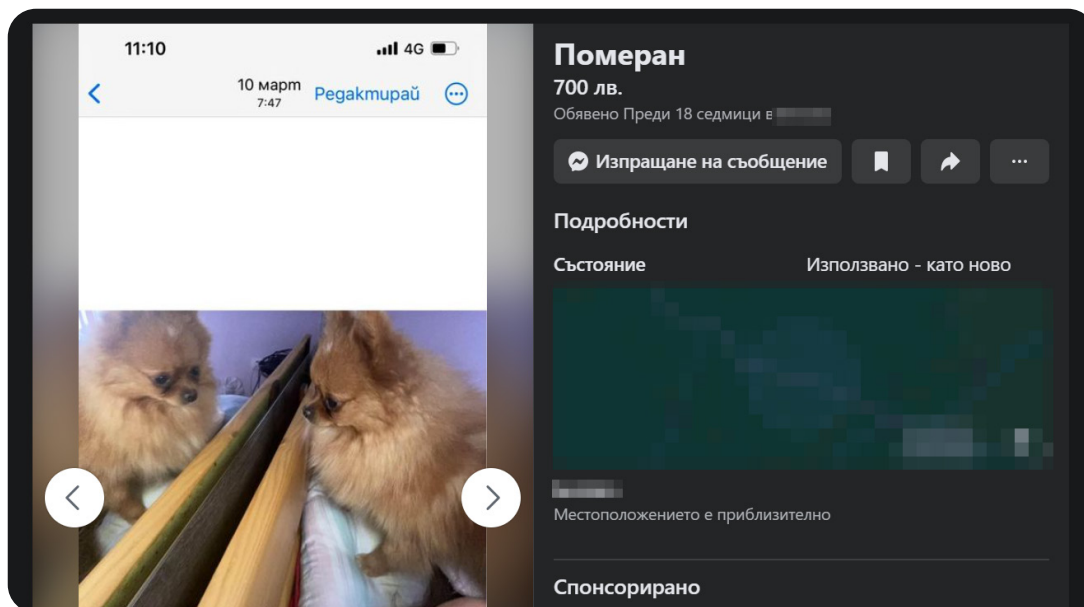 11:10
4G
10 март
7:47
Редактирай
Померан
700 лв.
Обявено Преди 18 седмици в
Изпращане на съобщение
Подробности
Състояние
Използвано - като ново
Местоположението е приблизително
Спонсорирано